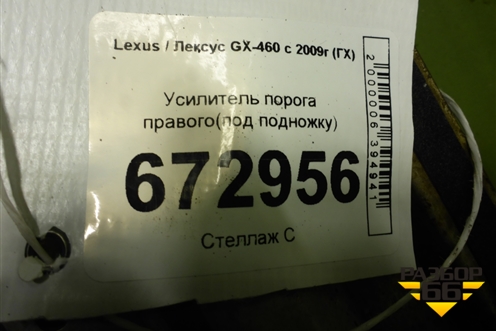 Lexus / Лексус GX-460 с 2009г (ГХ)
Усилитель порога
правого(под подножку)
672956
Стеллаж С
2000006394941
РАЗБОР
66